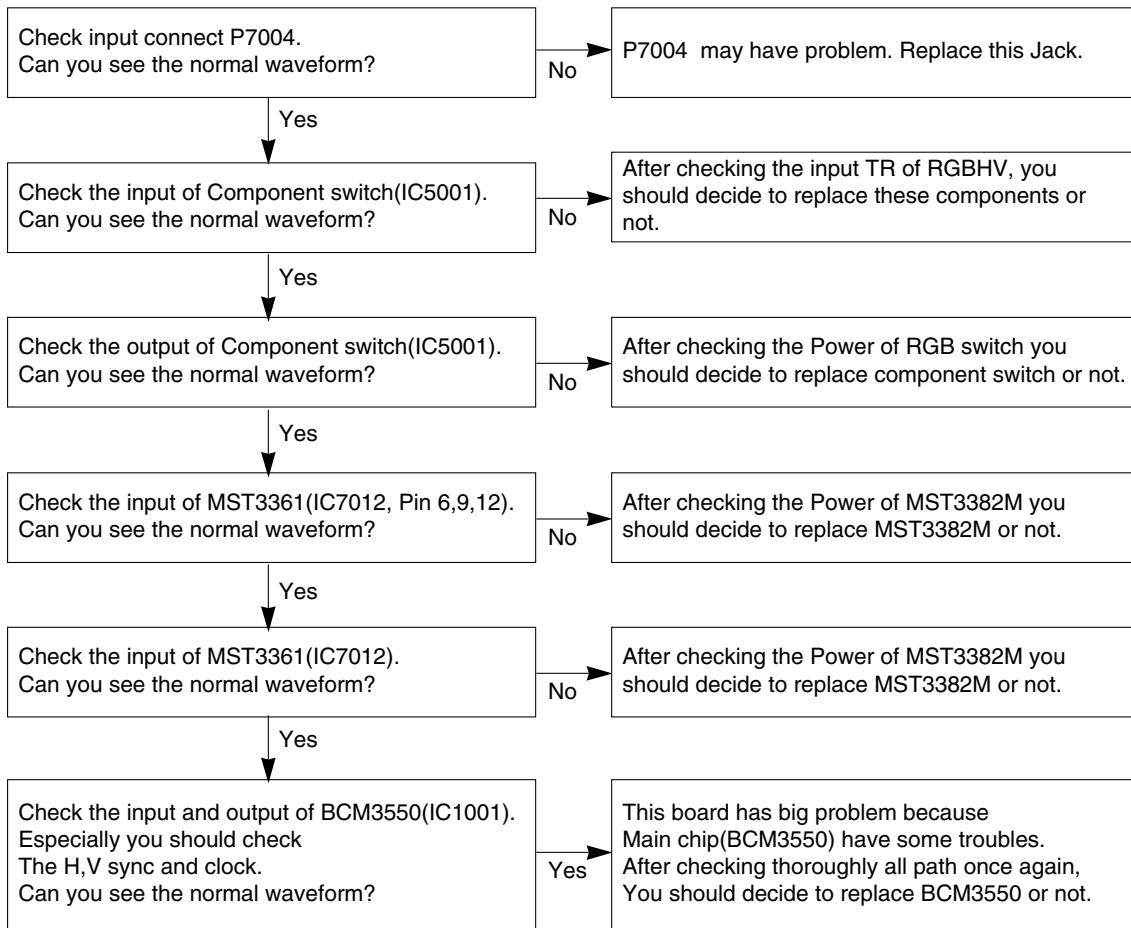 Check input connect P7004.
Can you see the normal waveform?
No
P7004  may have problem. Replace this Jack.
Yes
Check the input of Component switch(IC5001).
Can you see the normal waveform?
No
After checking the input TR of RGBHV, you
should decide to replace these components or
not.
Yes
Check the output of Component switch(IC5001).
Can you see the normal waveform?
No
After checking the Power of RGB switch you
should decide to replace component switch or not.
Yes
Check the input of MST3361(IC7012, Pin 6,9,12).
Can you see the normal waveform?
No
After checking the Power of MST3382M you
should decide to replace MST3382M or not.
Yes
Check the input of MST3361(IC7012).
Can you see the normal waveform?
No
After checking the Power of MST3382M you
should decide to replace MST3382M or not.
Yes
Check the input and output of BCM3550(IC1001).
Especially you should check
The H,V sync and clock.
Can you see the normal waveform?
Yes
This board has big problem because
Main chip(BCM3550) have some troubles.
After checking thoroughly all path once again,
You should decide to replace BCM3550 or not.